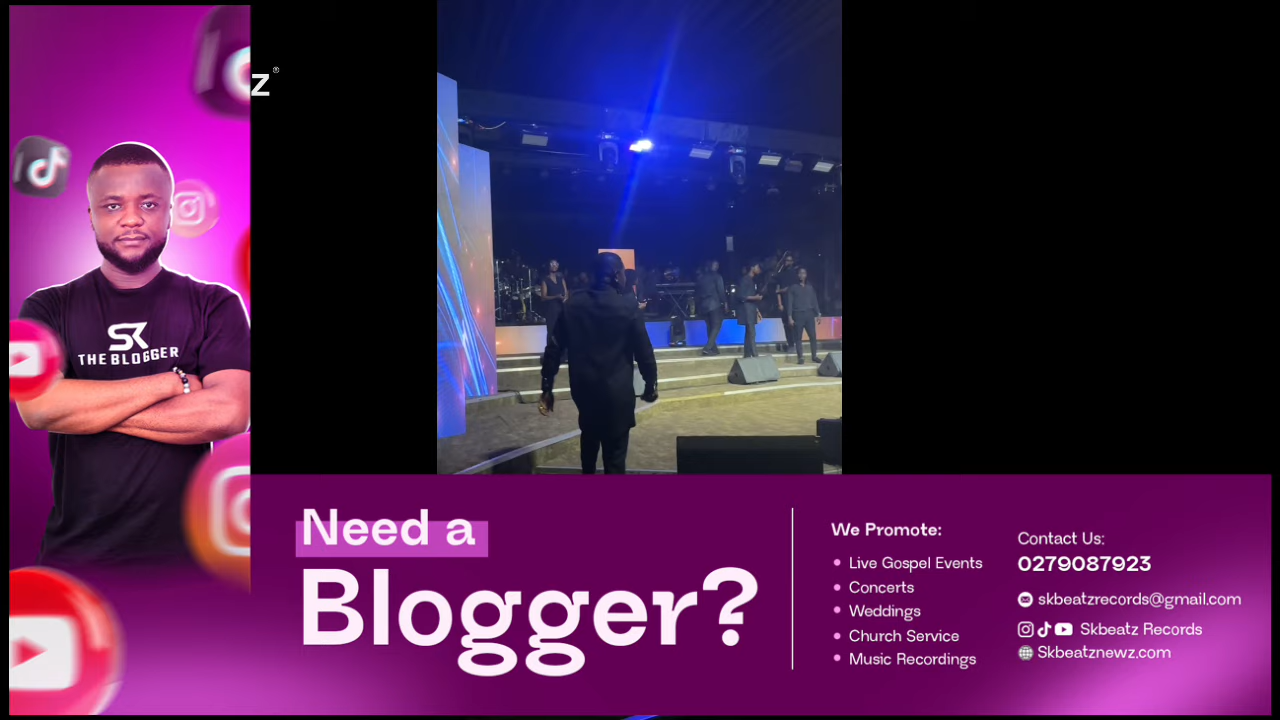 z®
SK
THE BLOGGER
Need a
Blogger?
We Promote:
Live Gospel Events
Concerts
Weddings
Church Service
Music Recordings
Contact Us:
0279087923
skbeatzrecords@gmail.com
Skbeatz Records
Skbeatznewz.com